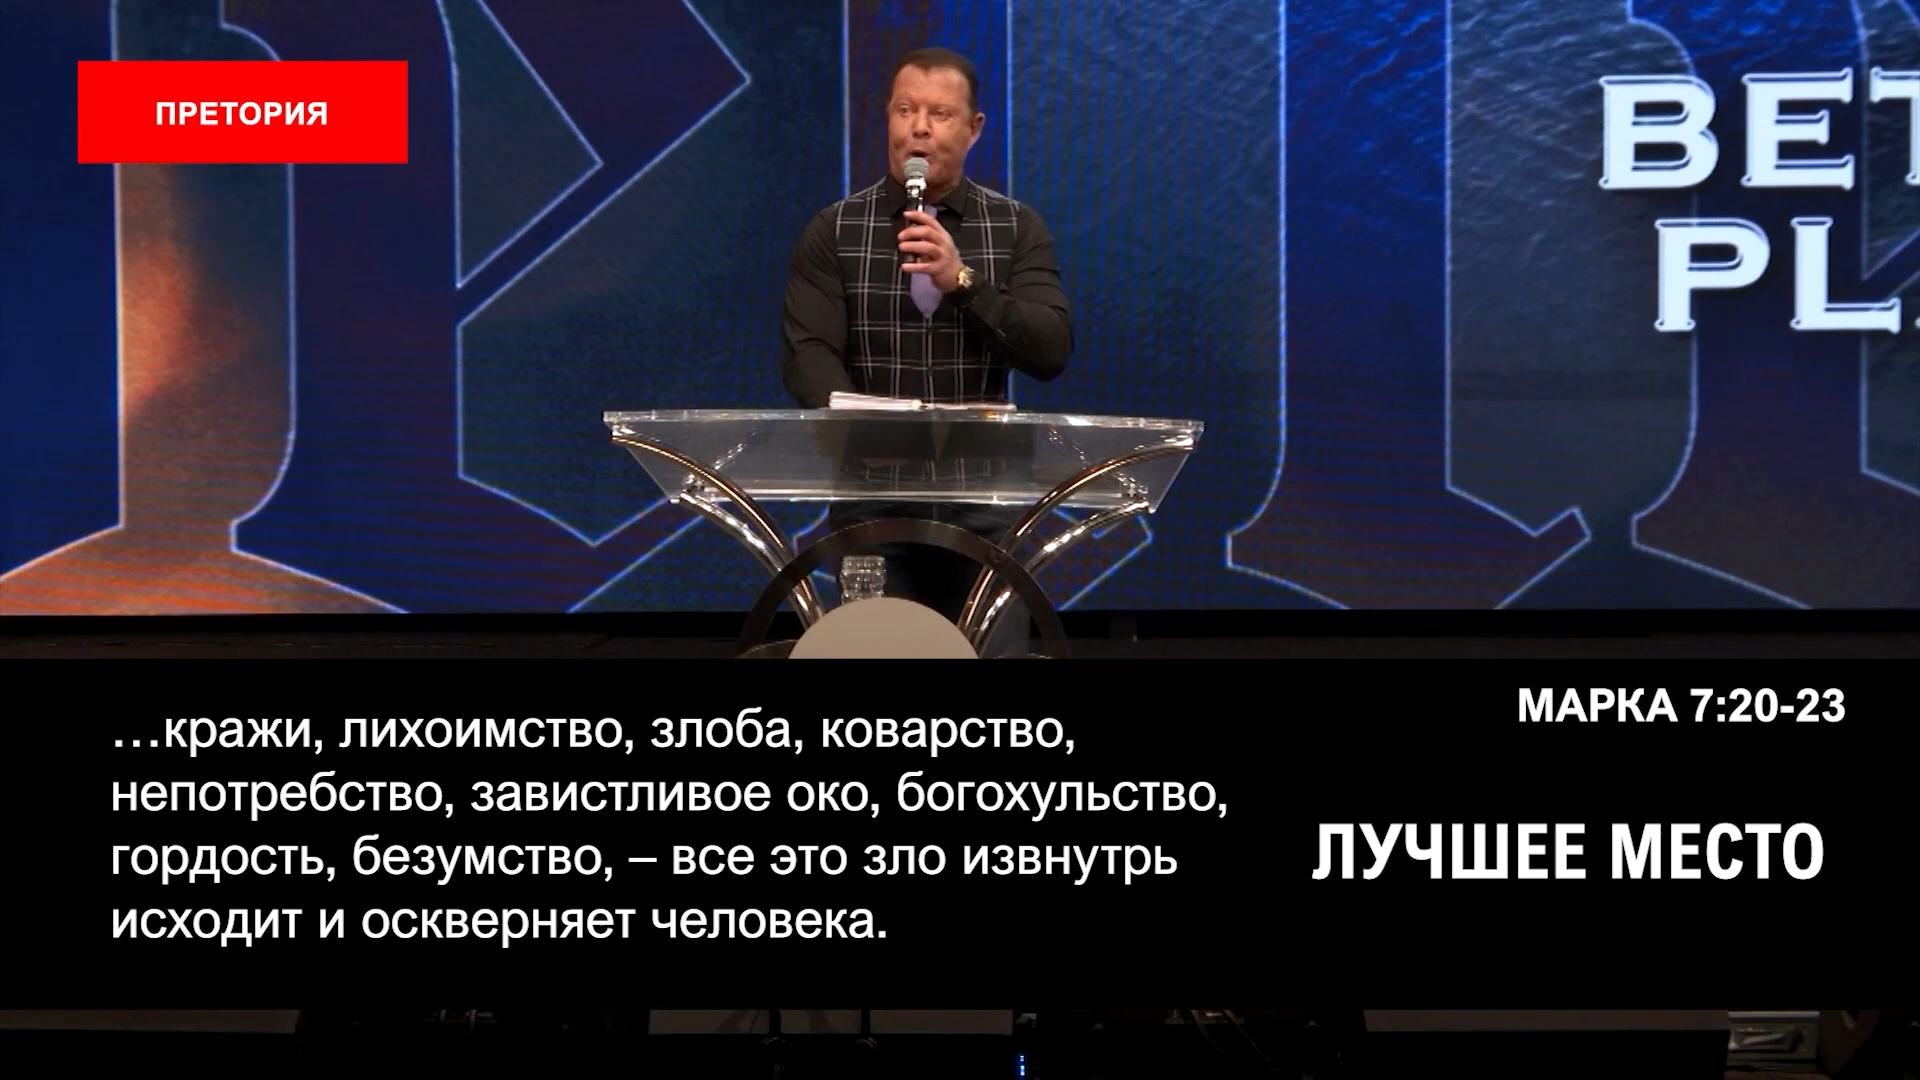 ПРЕТОРИЯ
BET
PL
МАРКА 7:20-23
…кражи, лихоимство, злоба, коварство,
непотребство, завистливое око, богохульство,
гордость, безумство, – все это зло извнутрь
исходит и оскверняет человека.
ЛУЧШЕЕ МЕСТО